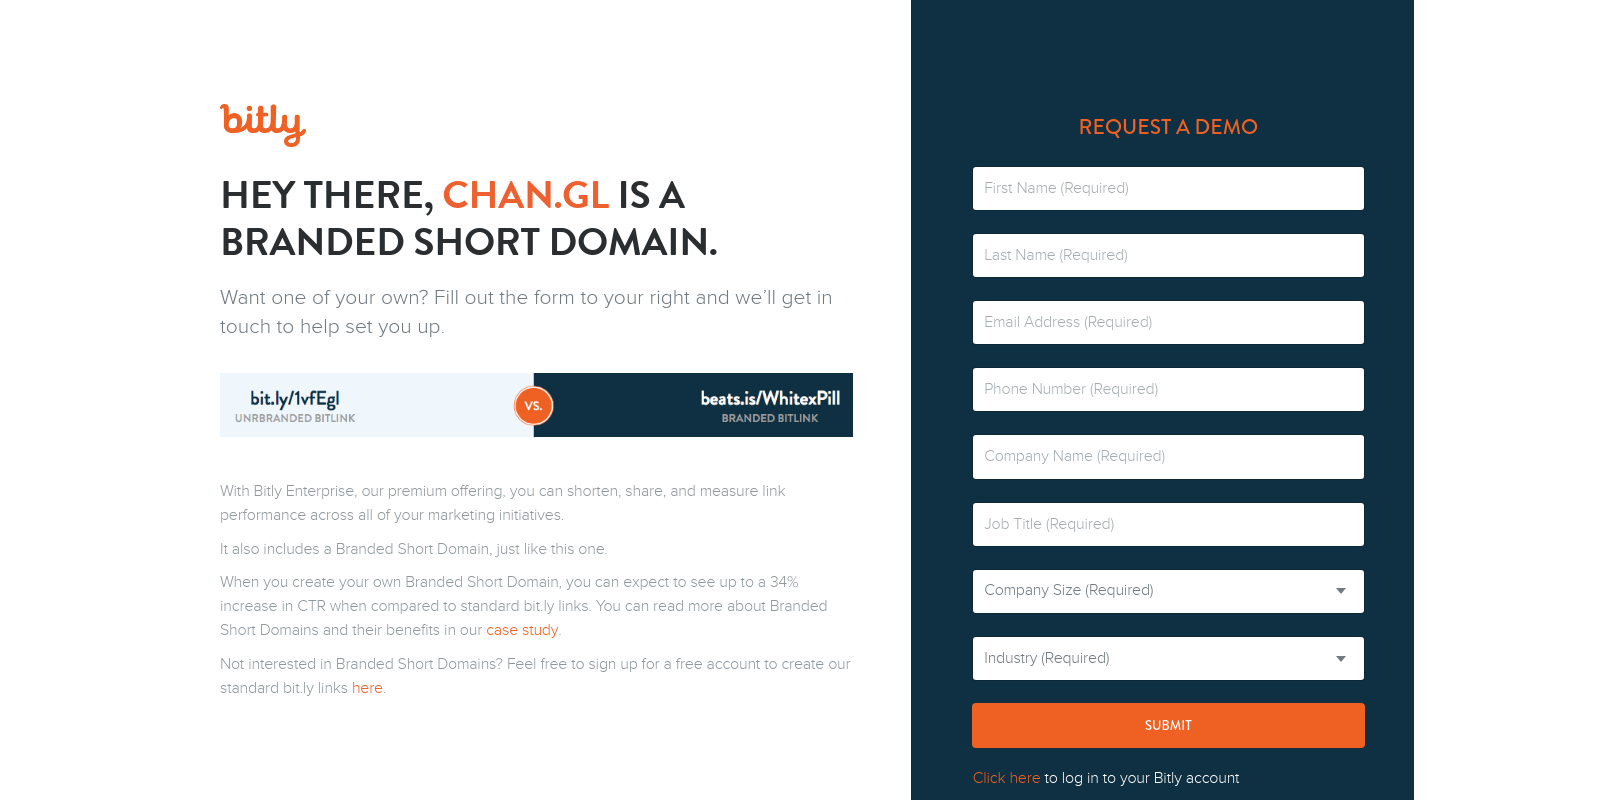 bitly
HEY THERE, CHAN.GL IS A
BRANDED SHORT DOMAIN.
Want one of your own? Fill out the form to your right and we'll get in
touch to help set you up.
bit.ly/1vfEgl
UNRBRANDED BITLINK
VS.
beats.is/WhitexPill
BRANDED BITLINK
With Bitly Enterprise, our premium offering, you can shorten, share, and measure link
performance across all of your marketing initiatives.
It also includes a Branded Short Domain, just like this one.
When you create your own Branded Short Domain, you can expect to see up to a 34%
increase in CTR when compared to standard bit.ly links. You can read more about Branded
Short Domains and their benefits in our case study.
Not interested in Branded Short Domains? Feel free to sign up for a free account to create our
standard bit.ly links here.
REQUEST A DEMO
First Name (Required)
Last Name (Required)
Email Address (Required)
Phone Number (Required)
Company Name (Required)
Job Title (Required)
Company Size (Required)
Industry (Required)
SUBMIT
Click here to log in to your Bitly account